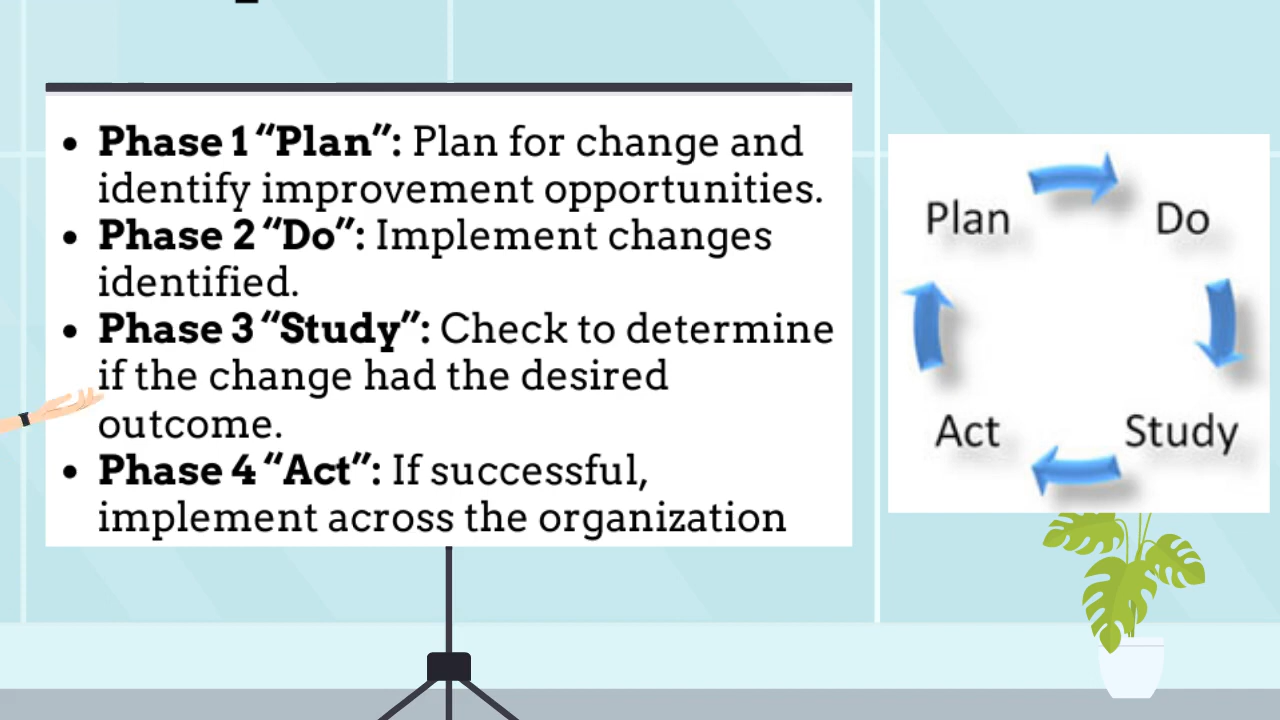 • Phase 1 “Plan”: Plan for change and
identify improvement opportunities.
• Phase 2 “Do”: Implement changes
identified.
• Phase 3 “Study”: Check to determine
if the change had the desired
outcome.
• Phase 4 “Act”: If successful,
implement across the organization
Plan
Do
Act
Study